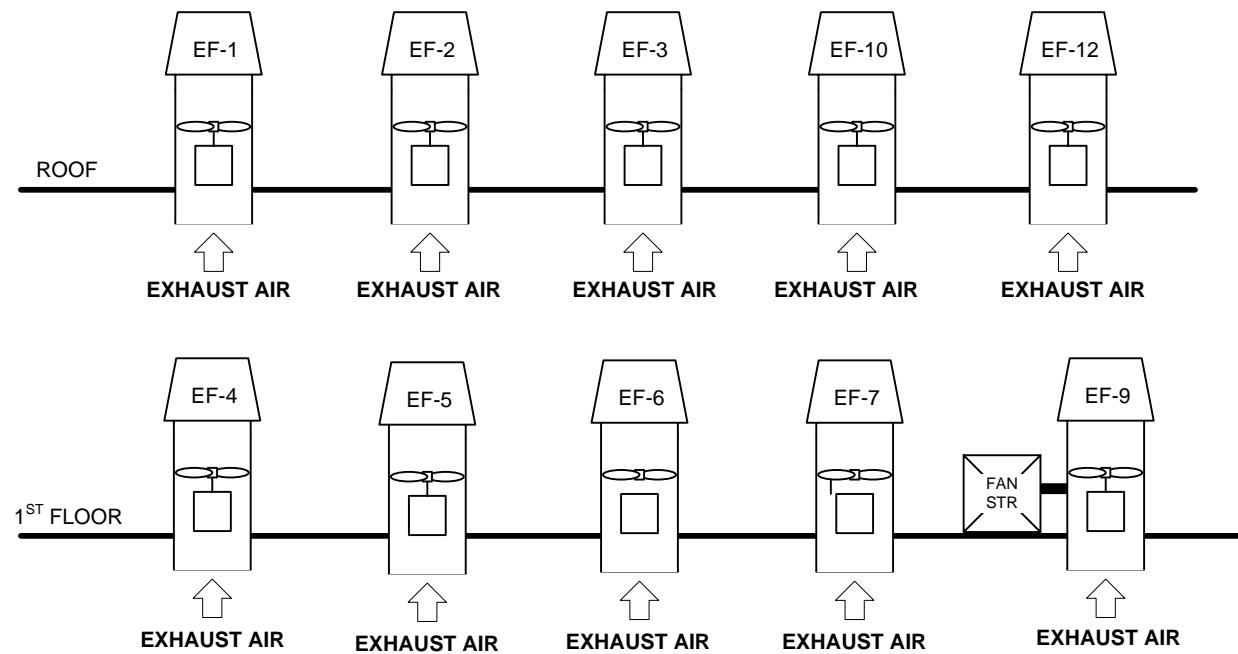 EF-1
EF-2
EF-3
EF-10
EF-12
ROOF
EXHAUST AIR
EXHAUST AIR
EXHAUST AIR
EXHAUST AIR
EXHAUST AIR
EF-4
EF-5
EF-6
EF-7
EF-9
FAN
STR
1ST FLOOR
EXHAUST AIR
EXHAUST AIR
EXHAUST AIR
EXHAUST AIR
EXHAUST AIR